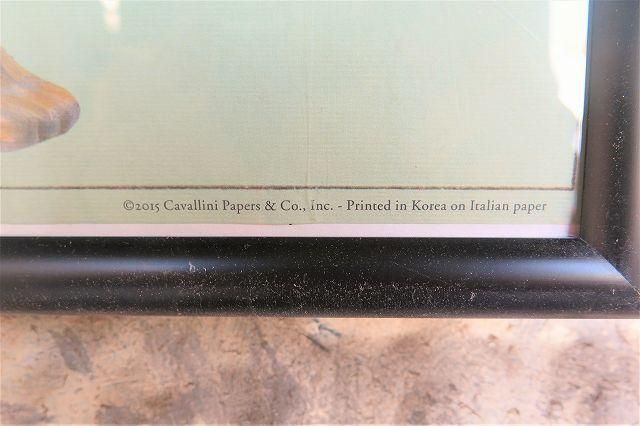 ©2015 Cavallini Papers & Co., Inc. - Printed in Korea on Italian paper